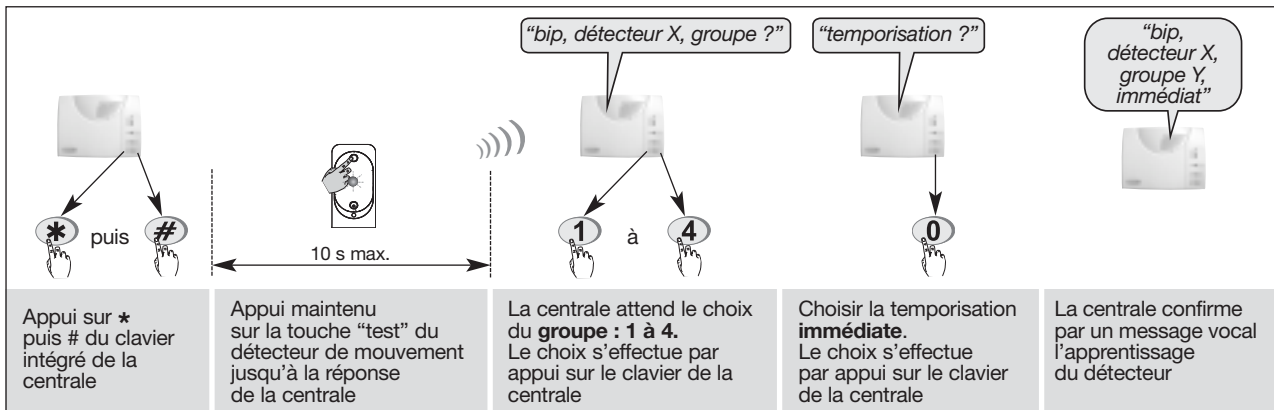 “bip, détecteur X, groupe ?”
“temporisation ?”
“bip,
détecteur X,
groupe Y,
immédiat”
* puis #
10 s max.
1 à 4
0
Appui sur *
puis # du clavier
intégré de la
centrale
Appui maintenu
sur la touche “test” du
détecteur de mouvement
jusqu’à la réponse
de la centrale
La centrale attend le choix
du groupe : 1 à 4.
Le choix s’effectue par
appui sur le clavier de la
centrale
Choisir la temporisation
immédiate.
Le choix s’effectue
par appui sur le clavier
de la centrale
La centrale confirme
par un message vocal
l’apprentissage
du détecteur